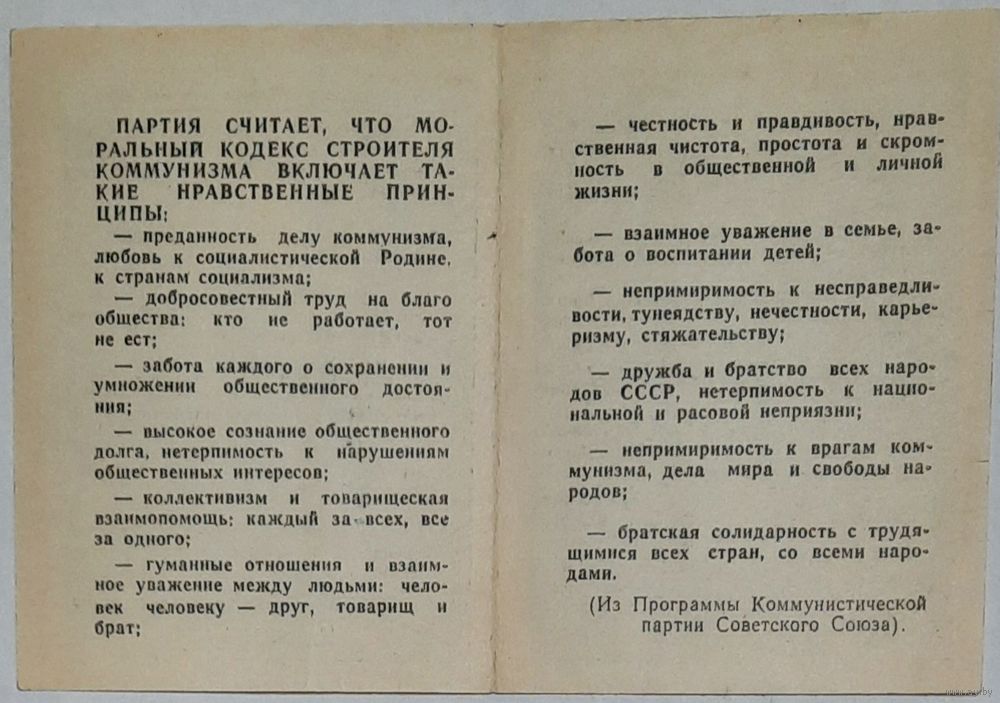 ПАРТИЯ СЧИТАЕТ, ЧТО МО-
РАЛЬНЫЙ КОДЕКС СТРОИТЕЛЯ
КОММУНИЗМА ВКЛЮЧАЕТ ТА-
КИЕ НРАВСТВЕННЫЕ ПРИН-
ЦИПЫ:
— преданность делу коммунизма,
любовь к социалистической Родине,
к странам социализма;
— добросовестный труд на благо
общества: кто не работает, тот
не ест;
— забота каждого о сохранении и
умножении общественного достоя-
ния;
— высокое сознание общественного
долга, нетерпимость к нарушениям
общественных интересов;
— коллективизм и товарищеская
взаимопомощь: каждый за всех, все
за одного;
— гуманные отношения и взаим-
ное уважение между людьми: чело-
век человеку — друг, товарищ и
брат;
— честность и правдивость, нрав-
ственная чистота, простота и скром-
ность в общественной и личной
жизни;
— взаимное уважение в семье, за-
бота о воспитании детей;
— непримиримость к несправедли-
вости, тунеядству, нечестности, карье-
ризму, стяжательству;
— дружба и братство всех наро-
дов СССР, нетерпимость к нацио-
нальной и расовой неприязни;
— непримиримость к врагам ком-
мунизма, дела мира и свободы на-
родов;
— братская солидарность с трудя-
щимися всех стран, со всеми наро-
дами.
(Из Программы Коммунистической
партии Советского Союза).